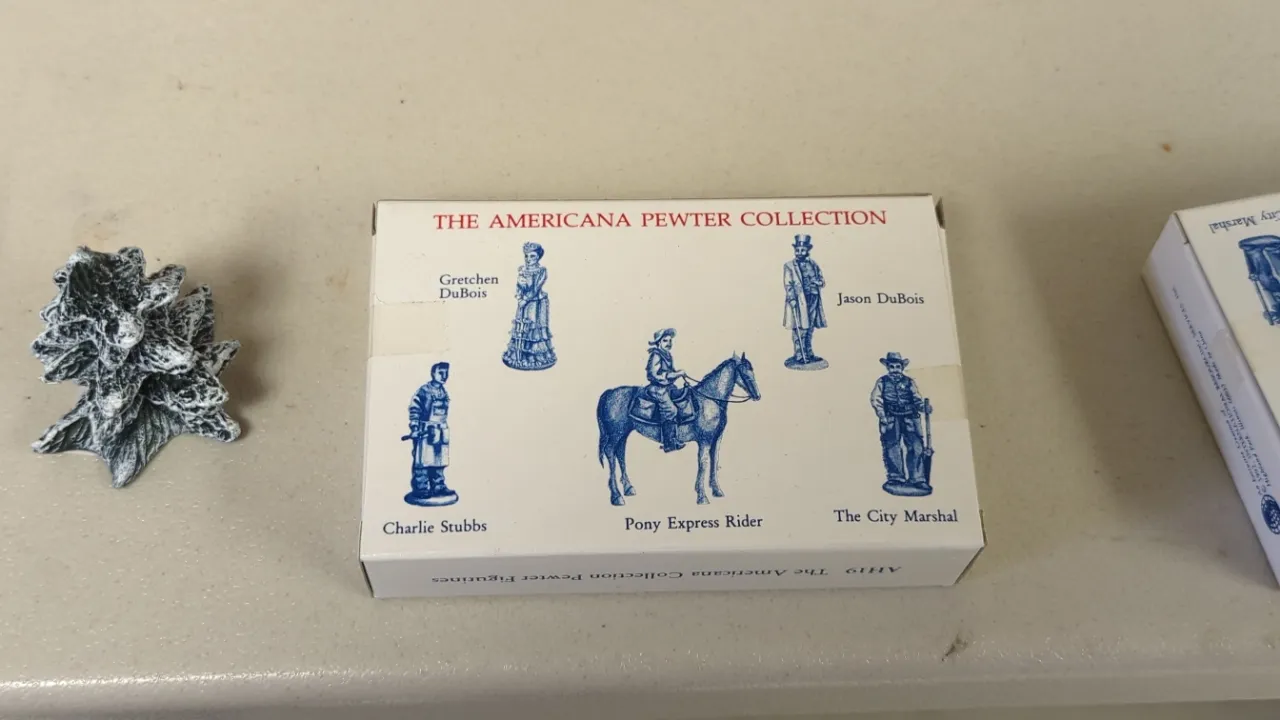 THE AMERICANA PEWTER COLLECTION
Gretchen
DuBois
Jason DuBois
Charlie Stubbs
Pony Express Rider
The City Marshal
AH19 The Americana Collection Pewter Figurines
City Marshal